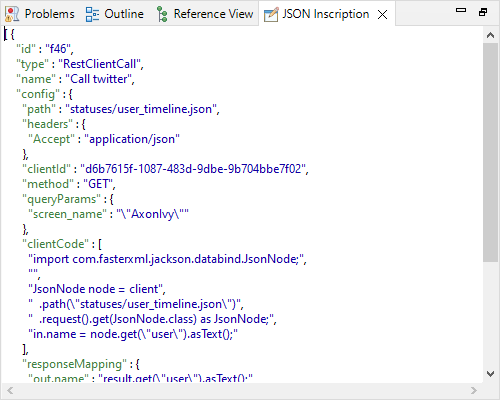 Problems Outline Reference View JSON Inscription
[ {
"id" : "f46",
"type" : "RestClientCall",
"name" : "Call twitter",
"config" : {
"path" : "statuses/user_timeline.json",
"headers" : {
"Accept" : "application/json"
},
"clientId" : "d6b7615f-1087-483d-9dbe-9b704bbe7f02",
"method" : "GET",
"queryParams" : {
"screen_name" : "\"AxonIvy\""
},
"clientCode" : [
"import com.fasterxml.jackson.databind.JsonNode;",
"",
"JsonNode node = client",
"  .path(\"statuses/user_timeline.json\")",
"  .request().get(JsonNode.class) as JsonNode;",
"in.name = node.get(\"user\").asText();"
],
"responseMapping" : {
"out.name" : "result.get(\"user\").asText();"